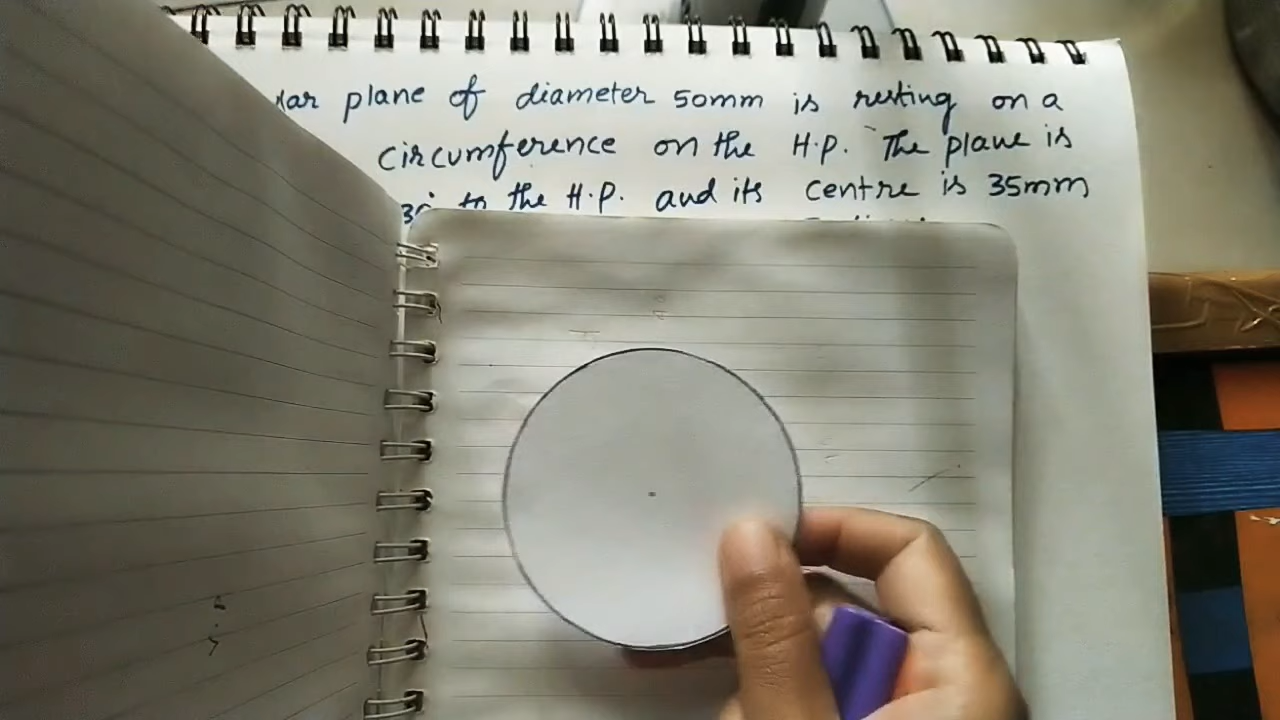 plane of diameter 50mm is resting on a
circumference on the H.P. The plane is
to the H.P. and its centre is 35mm